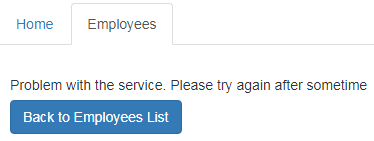 Home Employees
Problem with the service. Please try again after sometime
Back to Employees List